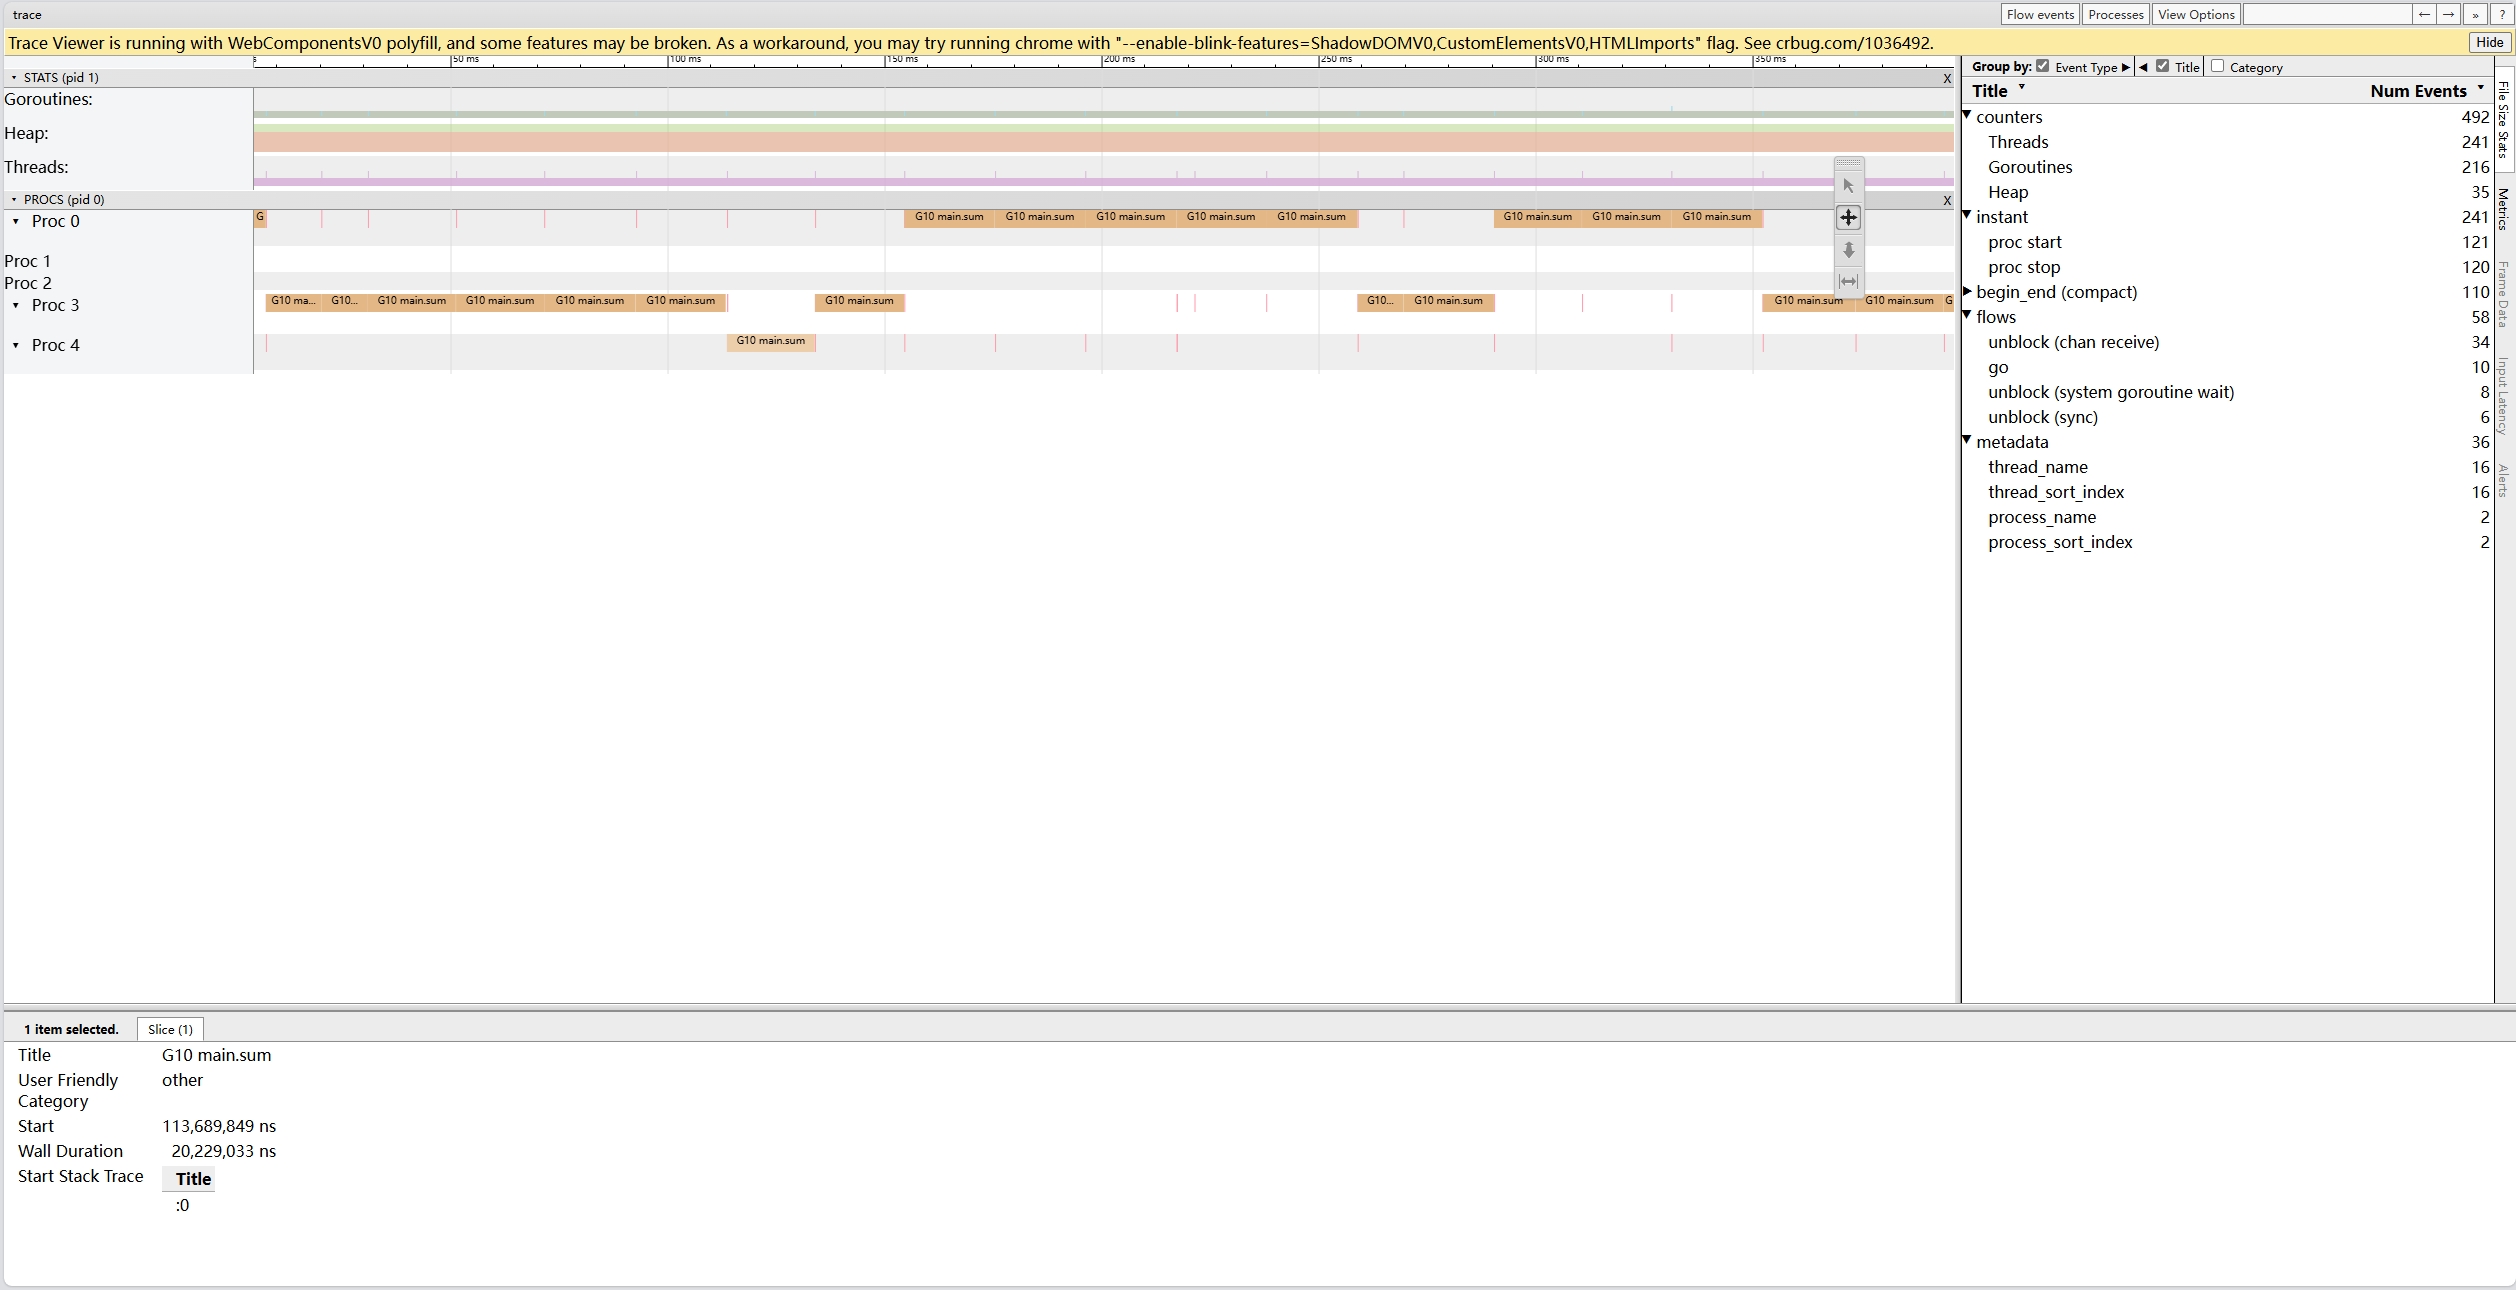 trace
Flow events Processes View Options ← → » ?
Trace Viewer is running with WebComponentsV0 polyfill, and some features may be broken. As a workaround, you may try running chrome with "--enable-blink-features=ShadowDOMV0,CustomElementsV0,HTMLImports" flag. See crbug.com/1036492. Hide
50 ms 100 ms 150 ms 200 ms 250 ms 300 ms 350 ms
STATS (pid 1) X
Goroutines:
Heap:
Threads:
PROCS (pid 0) X
Proc 0 G G10 main.sum G10 main.sum G10 main.sum G10 main.sum G10 main.sum G10 main.sum G10 main.sum G10 main.sum
Proc 1
Proc 2
Proc 3 G10 ma... G10... G10 main.sum G10 main.sum G10 main.sum G10 main.sum G10 main.sum G10... G10 main.sum G10 main.sum G10 main.sum G
Proc 4 G10 main.sum
Group by: Event Type Title Category
Title Num Events
counters 492
Threads 241
Goroutines 216
Heap 35
instant 241
proc start 121
proc stop 120
begin_end (compact) 110
flows 58
unblock (chan receive) 34
go 10
unblock (system goroutine wait) 8
unblock (sync) 6
metadata 36
thread_name 16
thread_sort_index 16
process_name 2
process_sort_index 2
File Size Stats
Metrics
Frame Data
Input Latency
Alerts
1 item selected. Slice (1)
Title G10 main.sum
User Friendly other
Category
Start 113,689,849 ns
Wall Duration 20,229,033 ns
Start Stack Trace Title
:0